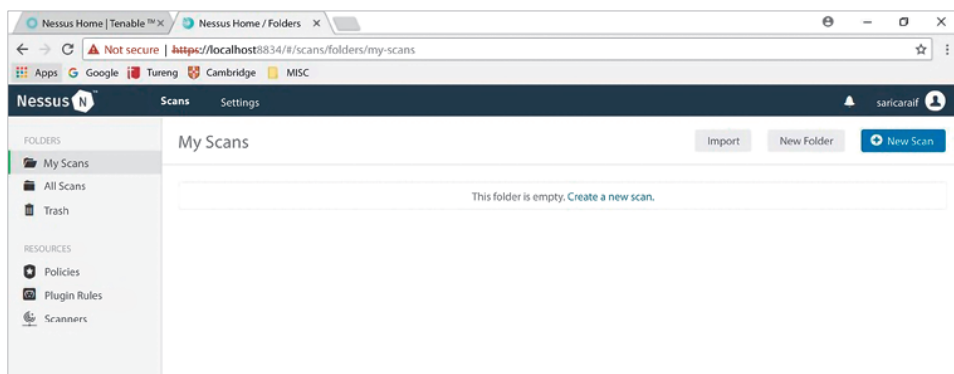 Nessus Home | Tenable™ Nessus Home / Folders
Not secure | https://localhost8834/#/scans/folders/my-scans
Apps Google Tureng Cambridge MISC
Nessus N Scans Settings saricaraif
FOLDERS
My Scans Import New Folder New Scan
My Scans
All Scans
This folder is empty. Create a new scan.
Trash
RESOURCES
Policies
Plugin Rules
Scanners